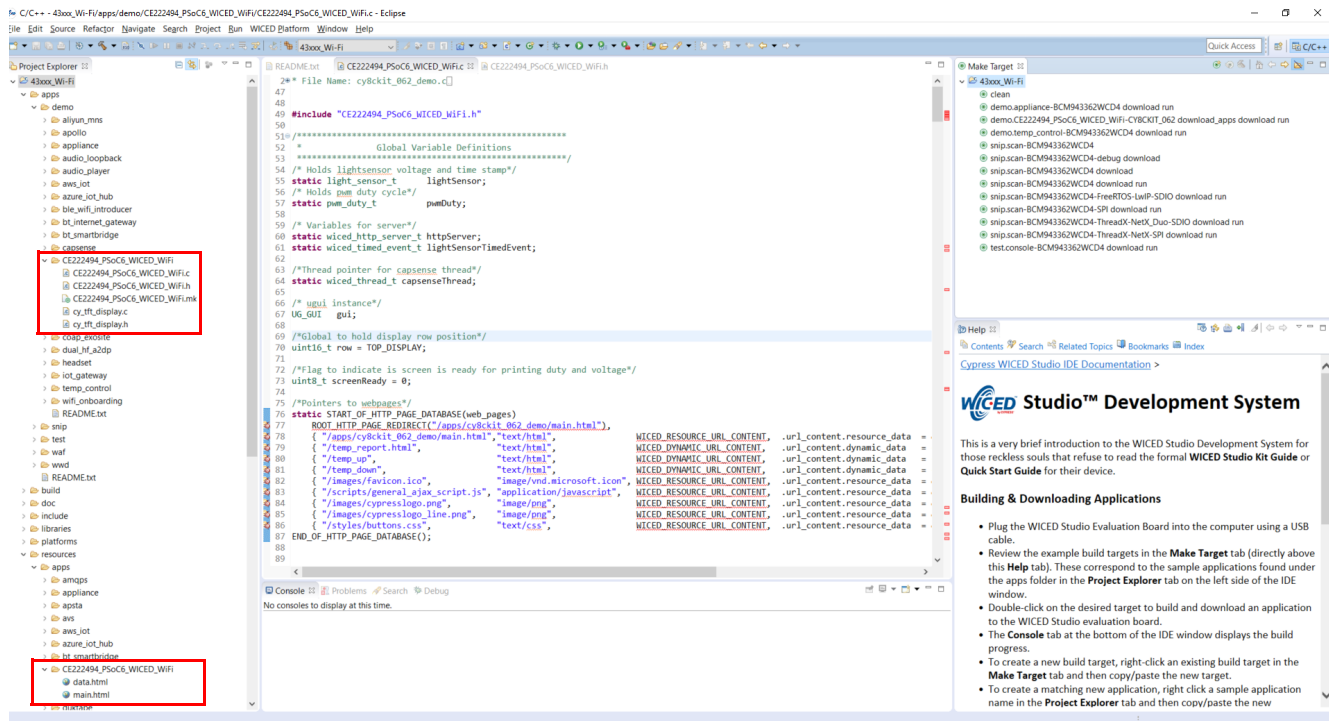 C/C++ - 43xxx_Wi-Fi/apps/demo/CE222494_PSoC6_WICED_WiFi/CE222494_PSoC6_WICED_WiFi.c - Eclipse
File Edit Source Refactor Navigate Search Project Run WICED Platform Window Help
43xxx_Wi-Fi
Quick Access
C/C++
Project Explorer
43xxx_Wi-Fi
apps
demo
aliyun_mns
apollo
appliance
audio_loopback
audio_player
aws_iot
azure_iot_hub
ble_wifi_introducer
bt_internet_gateway
bt_smartbridge
capsense
CE222494_PSoC6_WICED_WiFi
CE222494_PSoC6_WICED_WiFi.c
CE222494_PSoC6_WICED_WiFi.h
CE222494_PSoC6_WICED_WiFi.mk
cy_tft_display.c
cy_tft_display.h
coap_exosite
dual_hf_a2dp
headset
iot_gateway
temp_control
wifi_onboarding
README.txt
snip
test
waf
wwd
README.txt
build
doc
include
libraries
platforms
resources
apps
amqps
appliance
apsta
avs
aws_iot
azure_iot_hub
bt_smartbridge
CE222494_PSoC6_WICED_WiFi
data.html
main.html
duktape
README.txt CE222494_PSoC6_WICED_WiFi.c CE222494_PSoC6_WICED_WiFi.h
2 * File Name: cy8ckit_062_demo.c
47
48
49 #include "CE222494_PSoC6_WICED_WiFi.h"
50
51 /******************************************************
52 * Global Variable Definitions
53 ******************************************************/
54 /* Holds lightsensor voltage and time stamp*/
55 static light_sensor_t lightSensor;
56 /* Holds pwm duty cycle*/
57 static pwm_duty_t pwmDuty;
58
59 /* Variables for server*/
60 static wiced_http_server_t httpServer;
61 static wiced_timed_event_t lightSensorTimedEvent;
62
63 /*Thread pointer for capsense thread*/
64 static wiced_thread_t capsenseThread;
65
66 /* ugui instance*/
67 UG_GUI gui;
68
69 /*Global to hold display row position*/
70 uint16_t row = TOP_DISPLAY;
71
72 /*Flag to indicate is screen is ready for printing duty and voltage*/
73 uint8_t screenReady = 0;
74
75 /*Pointers to webpages*/
76 static START_OF_HTTP_PAGE_DATABASE(web_pages)
77 ROOT_HTTP_PAGE_REDIRECT("/apps/cy8ckit_062_demo/main.html"),
78 { "/apps/cy8ckit_062_demo/main.html","text/html", WICED_RESOURCE_URL_CONTENT, .url_content.resource_data =
79 { "/temp_report.html", "text/html", WICED_DYNAMIC_URL_CONTENT, .url_content.dynamic_data =
80 { "/temp_up", "text/html", WICED_DYNAMIC_URL_CONTENT, .url_content.dynamic_data =
81 { "/temp_down", "text/html", WICED_DYNAMIC_URL_CONTENT, .url_content.dynamic_data =
82 { "/images/favicon.ico", "image/vnd.microsoft.icon", WICED_RESOURCE_URL_CONTENT, .url_content.resource_data =
83 { "/scripts/general_ajax_script.js", "application/javascript", WICED_RESOURCE_URL_CONTENT, .url_content.resource_data =
84 { "/images/cypresslogo.png", "image/png", WICED_RESOURCE_URL_CONTENT, .url_content.resource_data =
85 { "/images/cypresslogo_line.png", "image/png", WICED_RESOURCE_URL_CONTENT, .url_content.resource_data =
86 { "/styles/buttons.css", "text/css", WICED_RESOURCE_URL_CONTENT, .url_content.resource_data =
87 END_OF_HTTP_PAGE_DATABASE();
88
89
Console Problems Search Debug
No consoles to display at this time.
Make Target
43xxx_Wi-Fi
clean
demo.appliance-BCM943362WCD4 download run
demo.CE222494_PSoC6_WICED_WiFi-CY8CKIT_062 download_apps download run
demo.temp_control-BCM943362WCD4 download run
snip.scan-BCM943362WCD4
snip.scan-BCM943362WCD4-debug download
snip.scan-BCM943362WCD4 download
snip.scan-BCM943362WCD4 download run
snip.scan-BCM943362WCD4-FreeRTOS-LwIP-SDIO download run
snip.scan-BCM943362WCD4-SPI download run
snip.scan-BCM943362WCD4-ThreadX-NetX_Duo-SDIO download run
snip.scan-BCM943362WCD4-ThreadX-NetX-SPI download run
test.console-BCM943362WCD4 download run
Help
Contents Search Related Topics Bookmarks Index
Cypress WICED Studio IDE Documentation >
WICED Studio™ Development System
This is a very brief introduction to the WICED Studio Development System for
those reckless souls that refuse to read the formal WICED Studio Kit Guide or
Quick Start Guide for their device.
Building & Downloading Applications
• Plug the WICED Studio Evaluation Board into the computer using a USB
cable.
• Review the example build targets in the Make Target tab (directly above
this Help tab). These correspond to the sample applications found under
the apps folder in the Project Explorer tab on the left side of the IDE
window.
• Double-click on the desired target to build and download an application
to the WICED Studio evaluation board.
• The Console tab at the bottom of the IDE window displays the build
progress.
• To create a new build target, right-click an existing build target in the
Make Target tab and then copy/paste the new target.
• To create a matching new application, right click a sample application
name in the Project Explorer tab and then copy/paste the new